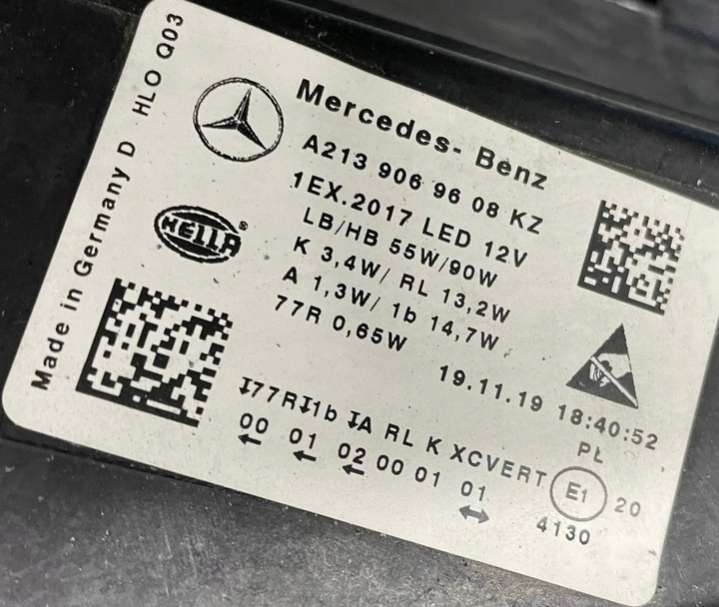 Made in Germany D HLO Q03
Mercedes- Benz
A213 906 96 08 KZ
1EX.2017 LED 12V
LB/HB 55W/90W
K 3,4W/ RL 13,2W
A 1,3W/ 1b 14,7W
77R 0,65W
HELLA®
19.11.19 18:40:52
PŁ
↧77R↧1b ↧A RL K XCVERT E1 20
00 01 02 00 01 01
← ← ← ↔
4130